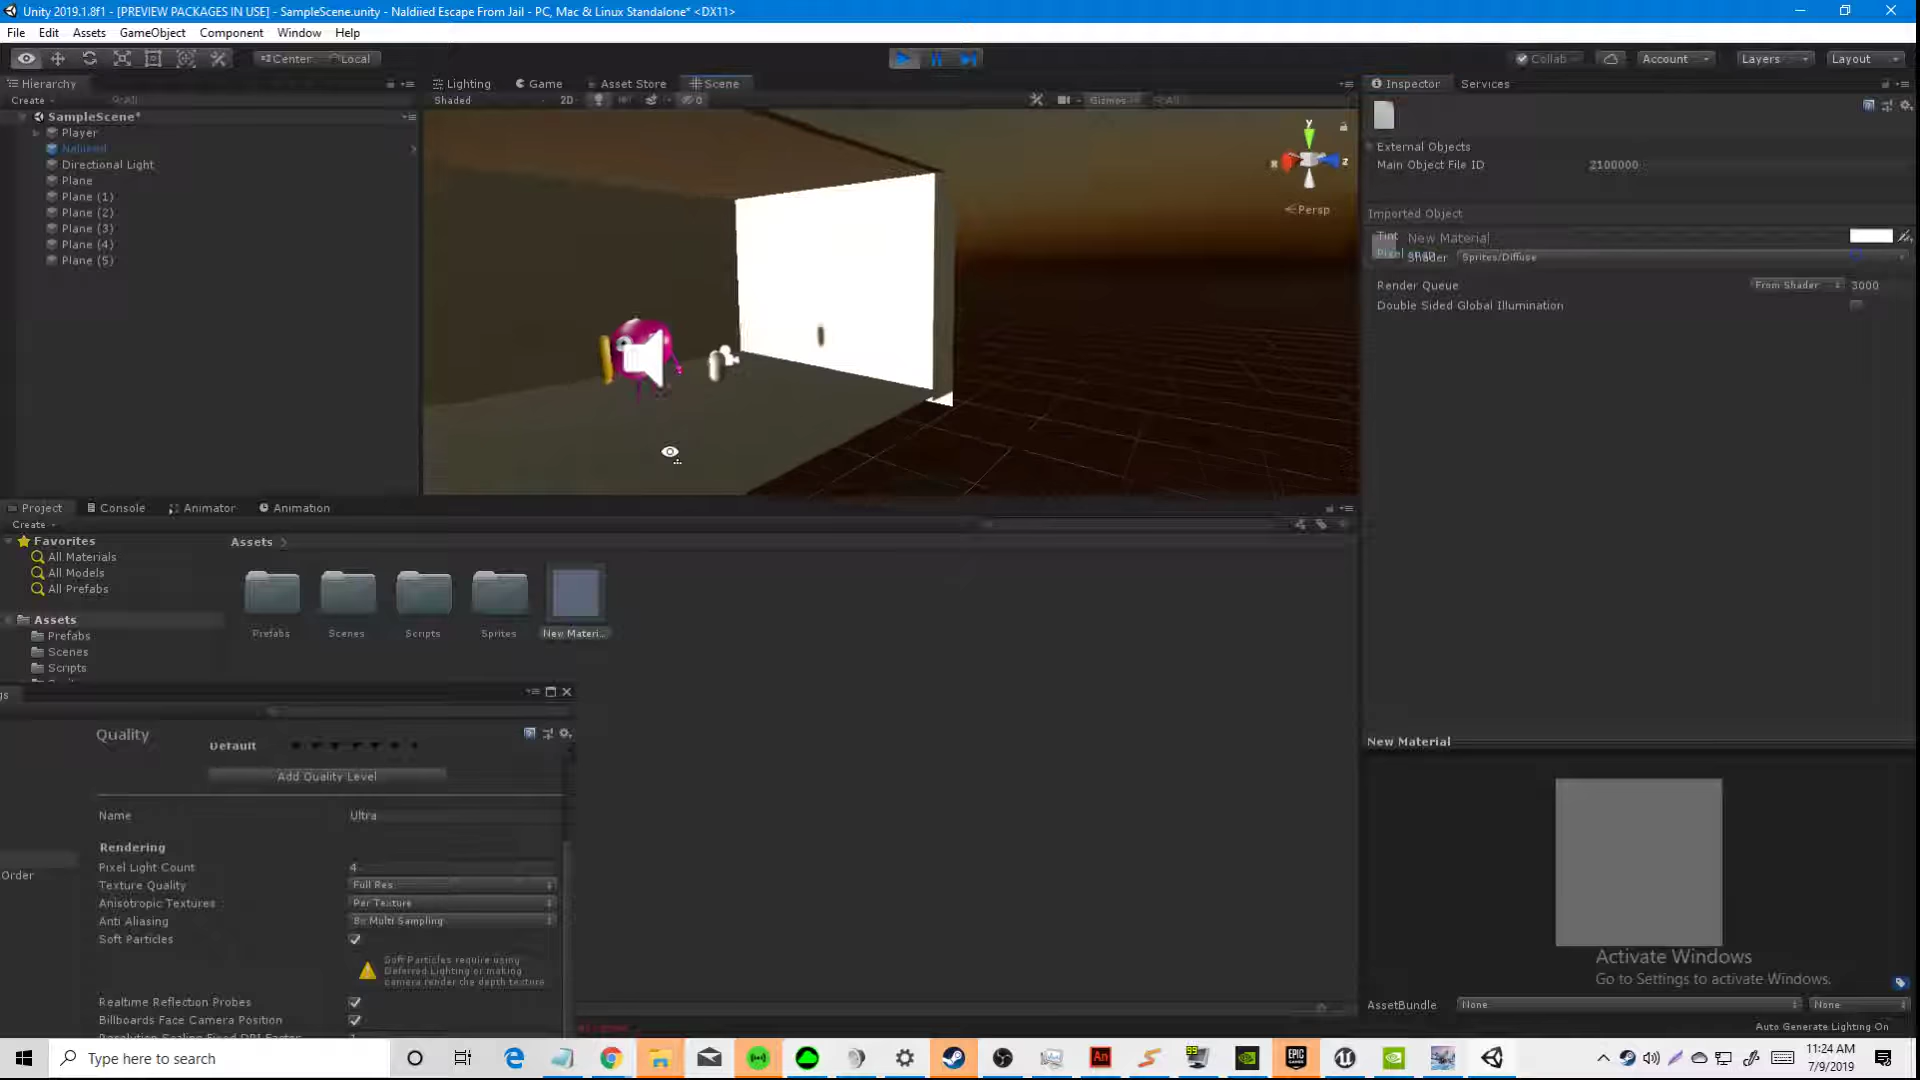 Unity 2019.1.8f1 - [PREVIEW PACKAGES IN USE] - SampleScene.unity - Naldiied Escape From Jail - PC, Mac & Linux Standalone* <DX11>
File Edit Assets GameObject Component Window Help
Center Local
Collab Account Layers Layout
Hierarchy
Create All
SampleScene*
Player
Naldiied
Directional Light
Plane
Plane (1)
Plane (2)
Plane (3)
Plane (4)
Plane (5)
Lighting Game Asset Store Scene
Shaded 2D 0 Gizmos All
y
x z
Persp
Inspector Services
External Objects
Main Object File ID 2100000
Imported Object
Tint New Material
Shader Sprites/Diffuse
Render Queue From Shader 3000
Double Sided Global Illumination
Project Console Animator Animation
Create
Favorites
All Materials
All Models
All Prefabs
Assets
Prefabs
Scenes
Scripts
Assets
Prefabs Scenes Scripts Sprites New Materi...
gs
Quality
Default
Add Quality Level
Name Ultra
Rendering
Pixel Light Count 4
Texture Quality Full Res
Anisotropic Textures Per Texture
Anti Aliasing 8x Multi Sampling
Soft Particles
Soft Particles require using
Deferred Lighting or making
camera render the depth texture
Realtime Reflection Probes
Billboards Face Camera Position
Order
New Material
Activate Windows
Go to Settings to activate Windows.
AssetBundle None None
Auto Generate Lighting On
Type here to search
11:24 AM
7/9/2019